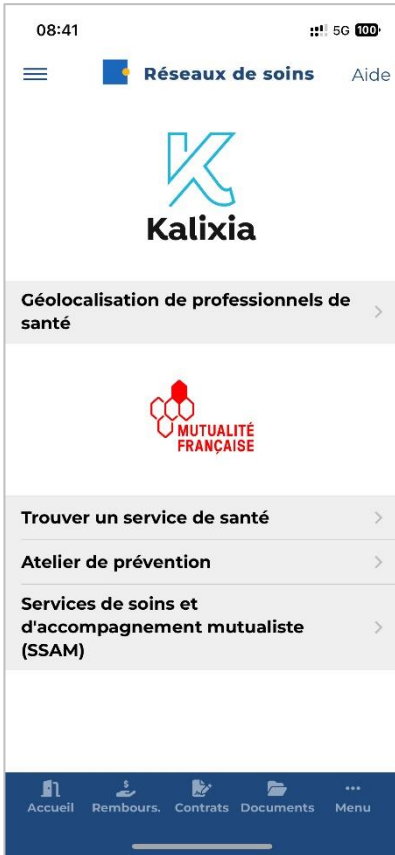 08:41 5G 100
Réseaux de soins Aide
Kalixia
Géolocalisation de professionnels de
santé
MUTUALITÉ
FRANÇAISE
Trouver un service de santé
Atelier de prévention
Services de soins et
d'accompagnement mutualiste
(SSAM)
Accueil Rembours. Contrats Documents Menu